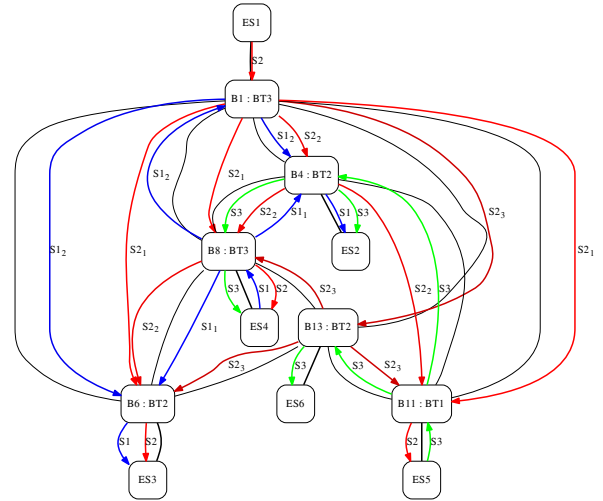 ES1
S2
B1 : BT3
S1₂
S2₂
S1₂
S2₁
B4 : BT2
S3
S2₂
S1₁
S1
S3
S2₃
S2₁
S1₂
S2₁
B8 : BT3
ES2
S2₃
S3
S1
S2
S2₂
S2₂
S1₁
ES4
B13 : BT2
S2₃
S3
S2₃
S3
S3
B6 : BT2
ES6
B11 : BT1
S1
S2
S2
S3
ES3
ES5